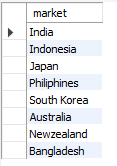 market
India
Indonesia
Japan
Philiphines
South Korea
Australia
Newzealand
Bangladesh